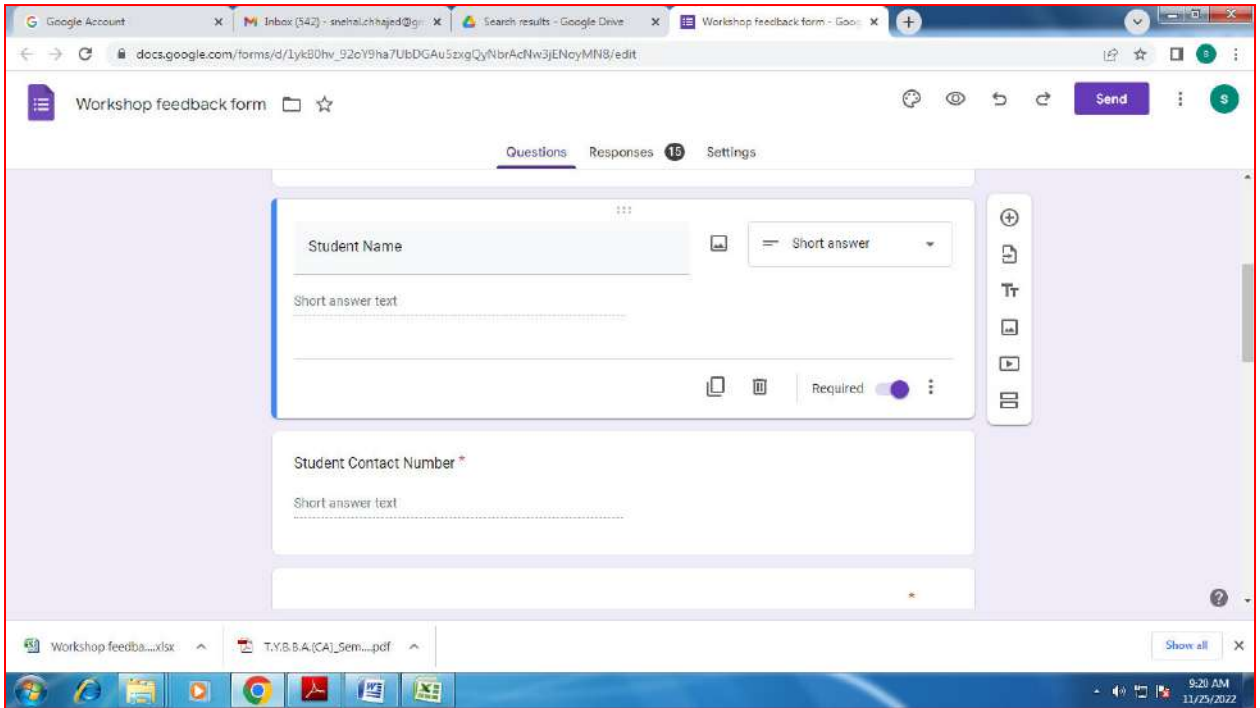 Google Account
Inbox (542) - snehal.chhajed@g
Search results - Google Drive
Workshop feedback form - Goo
docs.google.com/forms/d/
/edit
Workshop feedback form
Send
S
Questions
Responses 15
Settings
Student Name
Short answer
Short answer text
Required
Student Contact Number *
Short answer text
*
Workshop feedba....xlsx
T.Y.B.B.A.(CA)_Sem....pdf
Show all
9:20 AM
11/25/2022